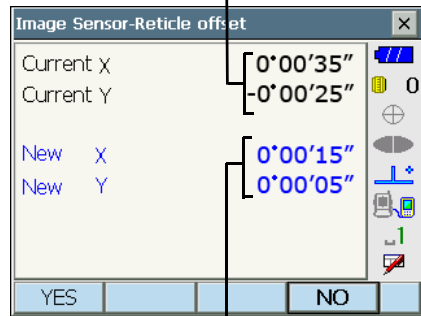 Image Sensor-Reticle offset
Current X 0°00'35"
0
Current Y -0°00'25"
New X 0°00'15"
New Y 0°00'05"
1
YES NO